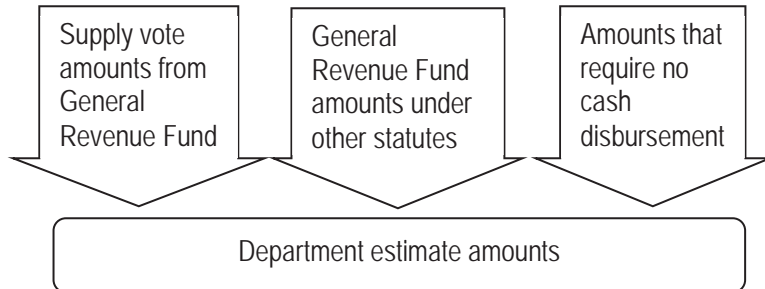 Supply vote
amounts from
General
Revenue Fund
General
Revenue Fund
amounts under
other statutes
Amounts that
require no
cash
disbursement
Department estimate amounts